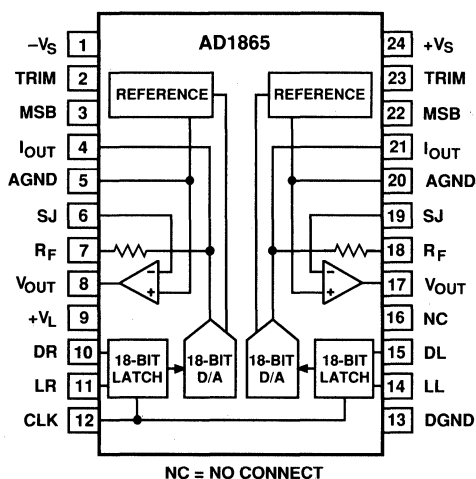 AD1865
-VS 1
TRIM 2
MSB 3
IOUT 4
AGND 5
SJ 6
RF 7
VOUT 8
+VL 9
DR 10
LR 11
CLK 12
REFERENCE
REFERENCE
-
+
-
+
18-BIT
LATCH
18-BIT
D/A
18-BIT
D/A
18-BIT
LATCH
24 +VS
23 TRIM
22 MSB
21 IOUT
20 AGND
19 SJ
18 RF
17 VOUT
16 NC
15 DL
14 LL
13 DGND
NC = NO CONNECT